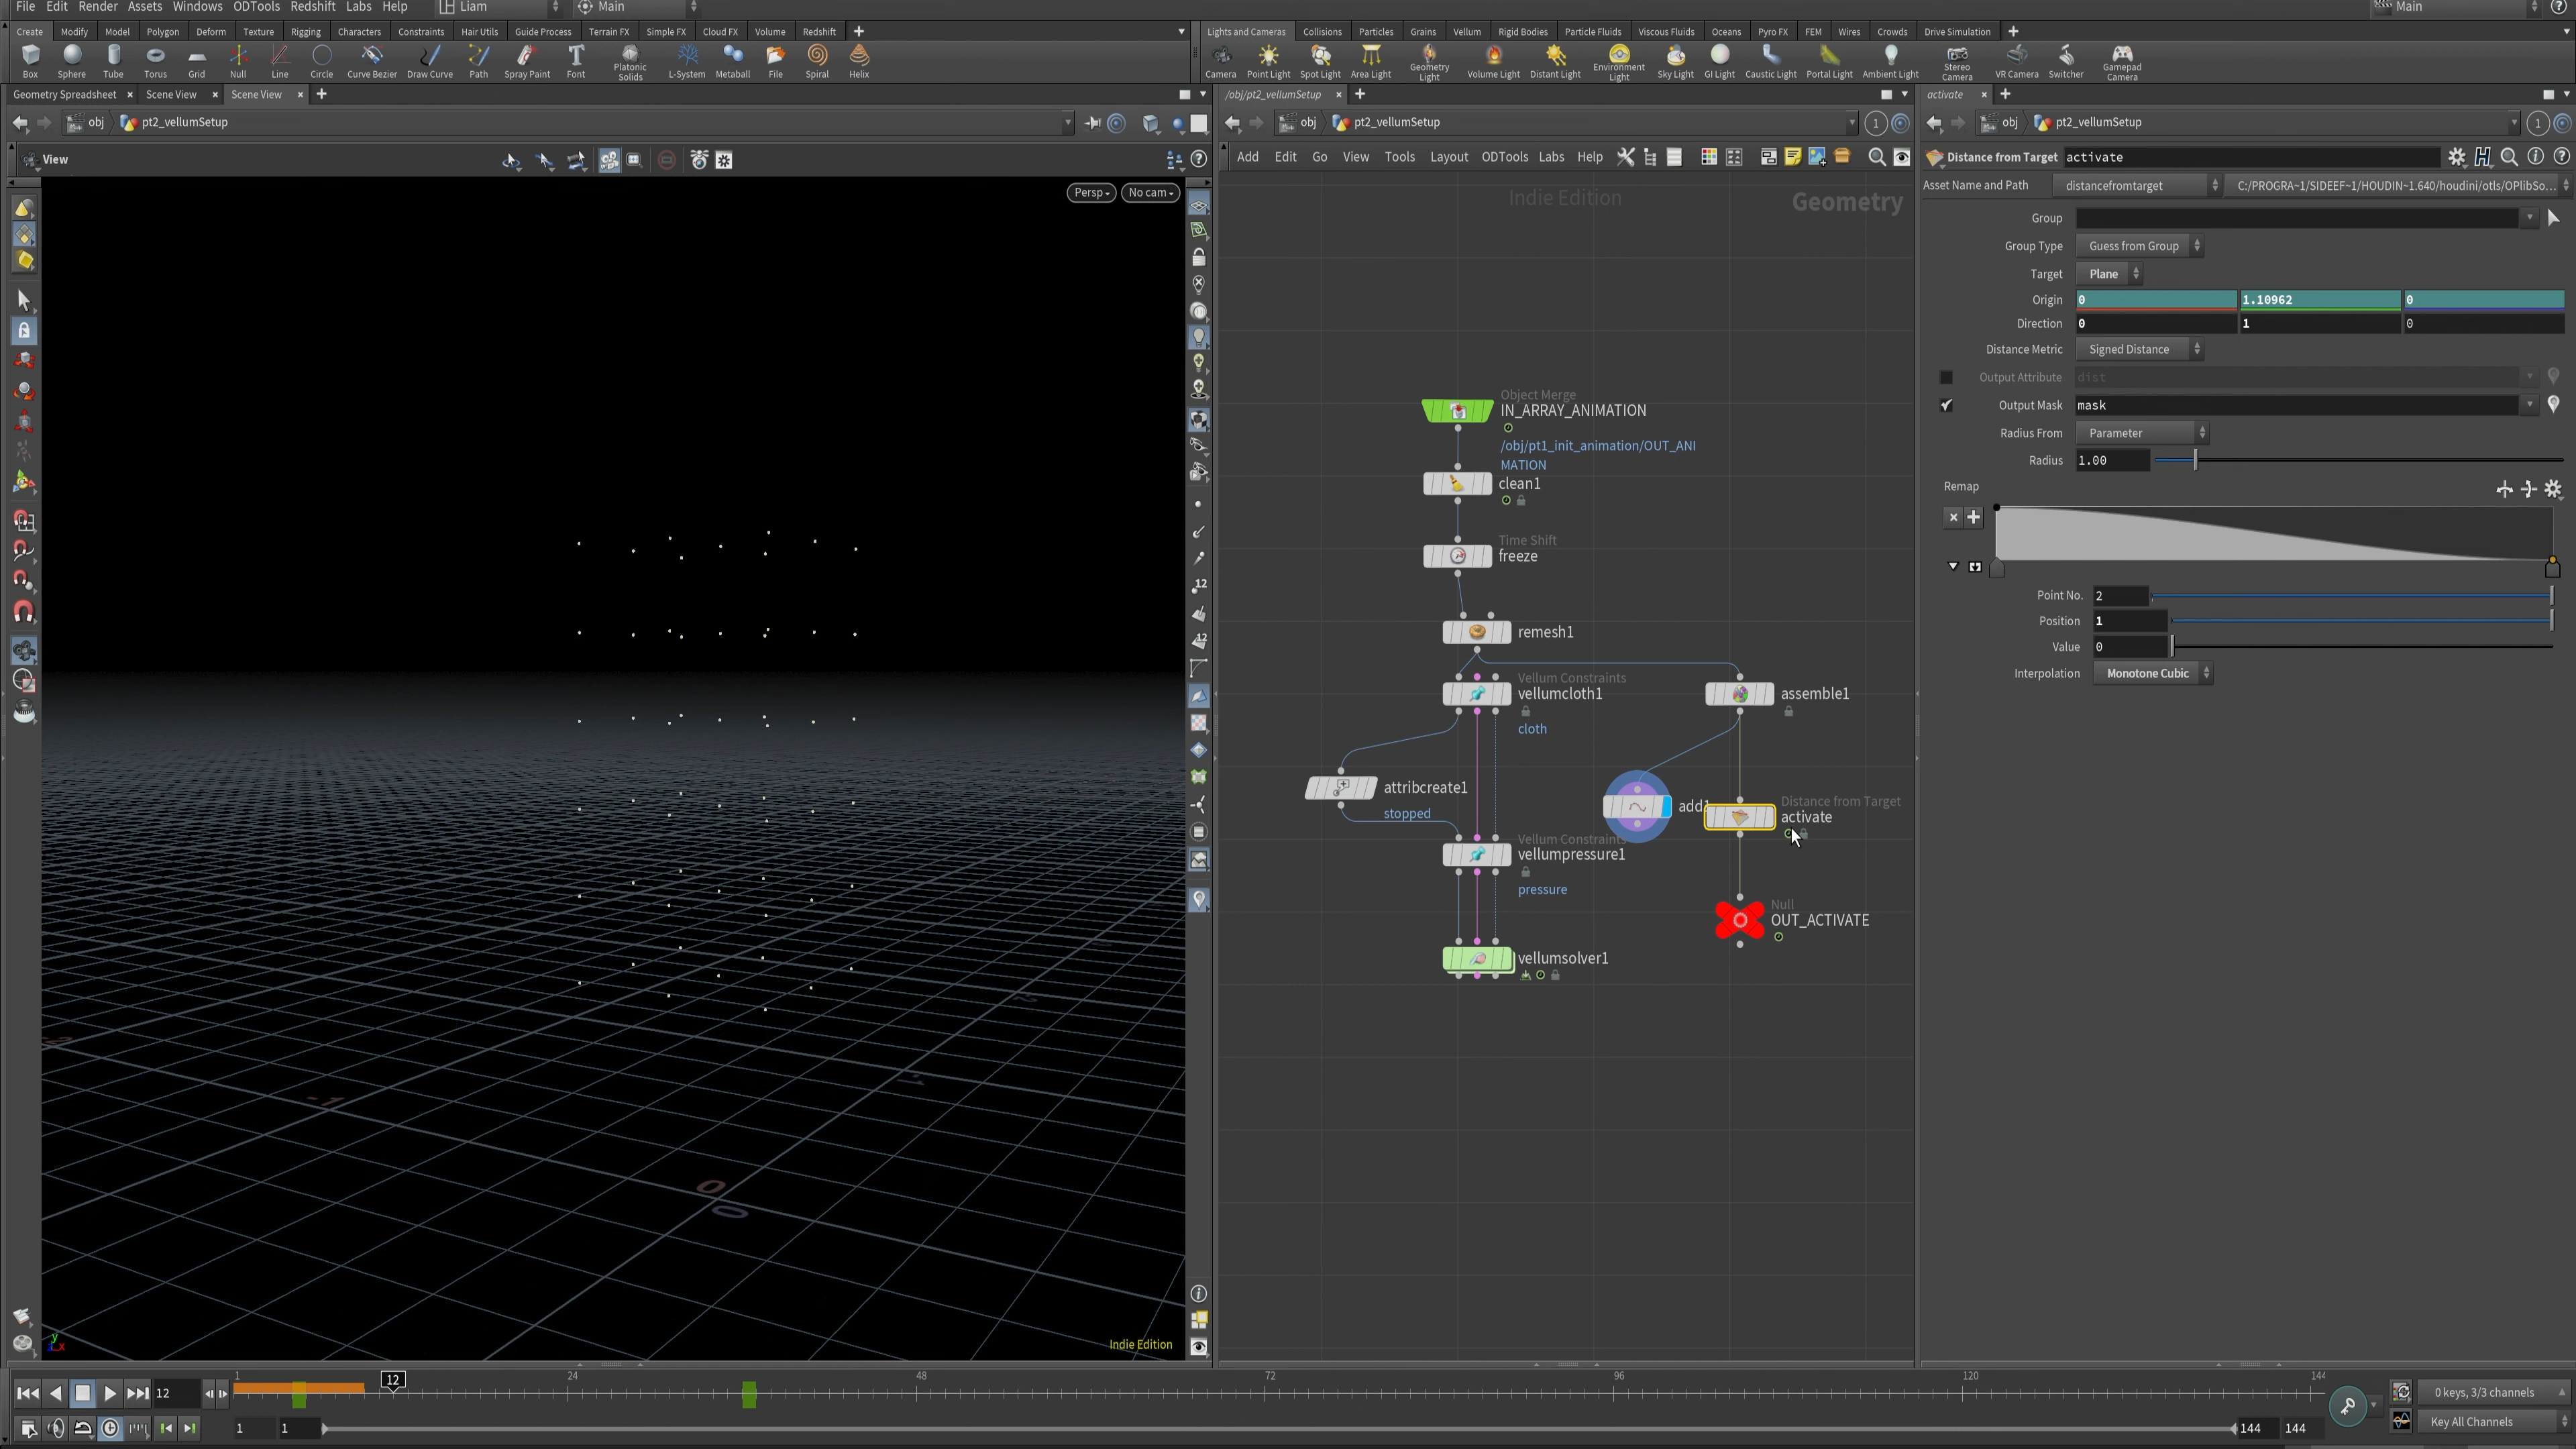 File Edit Render Assets Windows ODTools Redshift Labs Help Liam Main Main
Create Modify Model Polygon Deform Texture Rigging Characters Constraints Hair Utils Guide Process Terrain FX Simple FX Cloud FX Volume Redshift
Lights and Cameras Collisions Particles Grains Vellum Rigid Bodies Particle Fluids Viscous Fluids Oceans Pyro FX FEM Wires Crowds Drive Simulation
Box Sphere Tube Torus Grid Null Line Circle Curve Bezier Draw Curve Path Spray Paint Font Platonic Solids L-System Metaball File Spiral Helix
Camera Point Light Spot Light Area Light Geometry Light Volume Light Distant Light Environment Light Sky Light GI Light Caustic Light Portal Light Ambient Light Stereo Camera VR Camera Switcher Gamepad Camera
Geometry Spreadsheet Scene View Scene View
/obj/pt2_vellumSetup
activate
obj pt2_vellumSetup
obj pt2_vellumSetup 1
obj pt2_vellumSetup 1
View
Persp No cam
Indie Edition
Add Edit Go View Tools Layout ODTools Labs Help
Indie Edition
Geometry
Object Merge
IN_ARRAY_ANIMATION
/obj/pt1_init_animation/OUT_ANI
MATION
clean1
Time Shift
freeze
remesh1
Vellum Constraints
vellumcloth1
cloth
assemble1
attribcreate1
stopped
add1
Distance from Target
activate
Vellum Constraints
vellumpressure1
pressure
Null
OUT_ACTIVATE
vellumsolver1
Distance from Target activate
Asset Name and Path distancefromtarget C:/PROGRA~1/SIDEEF~1/HOUDIN~1.640/houdini/otls/OPlibSo...
Group
Group Type Guess from Group
Target Plane
Origin 0 1.10962 0
Direction 0 1 0
Distance Metric Signed Distance
Output Attribute dist
Output Mask mask
Radius From Parameter
Radius 1.00
Remap
Point No. 2
Position 1
Value 0
Interpolation Monotone Cubic
12
1 12 24 48 72 96 120 144
1 1 144 144
0 keys, 3/3 channels
Key All Channels